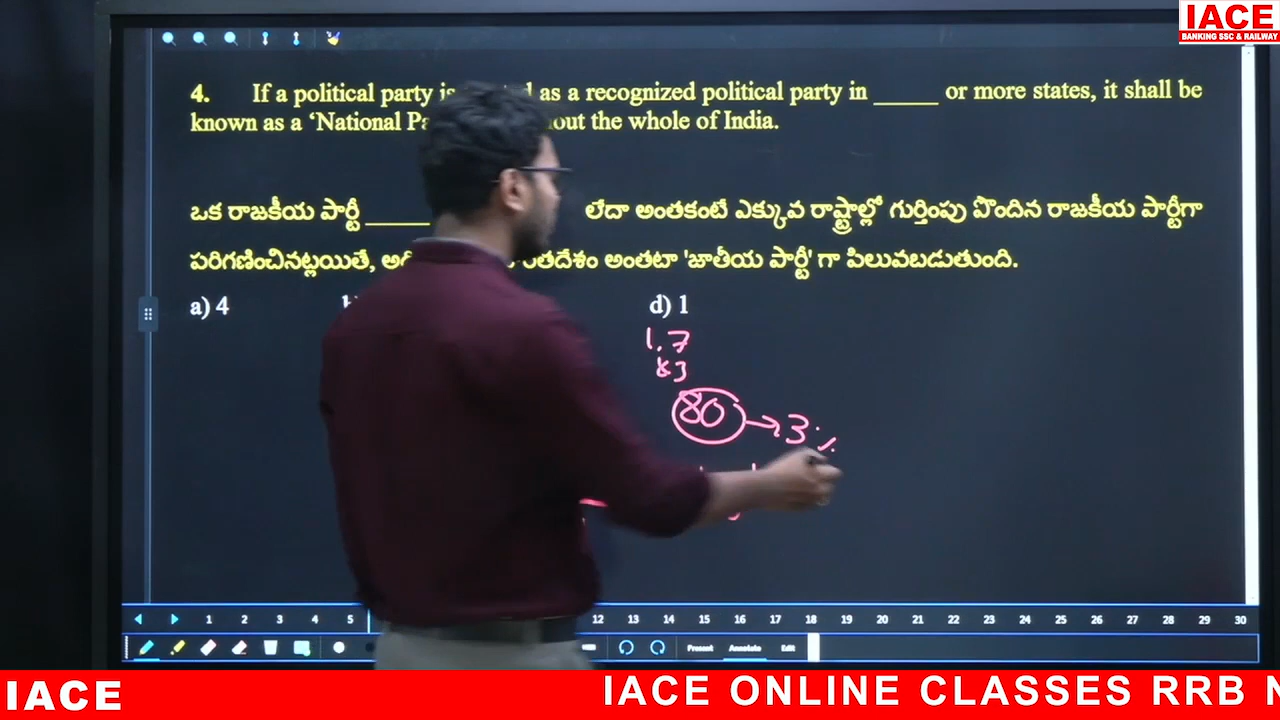 IACE
BANKING SSC & RAILWAY
4. If a political party is as a recognized political party in _____ or more states, it shall be
known as a ‘National out the whole of India.
ఒక రాజకీయ పార్టీ _____ లేదా అంతకంటే ఎక్కువ రాష్ట్రాల్లో గుర్తింపు పొందిన రాజకీయ పార్టీగా
పరిగణించినట్లయితే, అంతటా 'జాతీయ పార్టీ' గా పిలువబడుతుంది.
a) 4 d) 1
1.7
83
80 → 3%
1 2 3 4 5 12 13 14 15 16 17 18 19 20 21 22 23 24 25 26 27 28 29 30
Present Annotate Edit
IACE IACE ONLINE CLASSES RRB